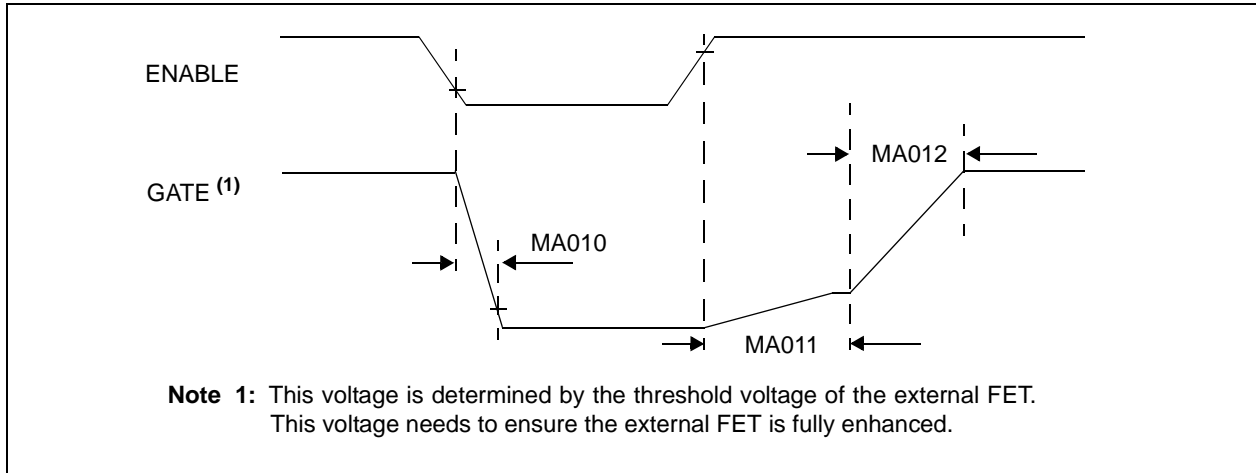 ENABLE
MA012
GATE (1)
MA010
MA011
Note 1: This voltage is determined by the threshold voltage of the external FET.
This voltage needs to ensure the external FET is fully enhanced.